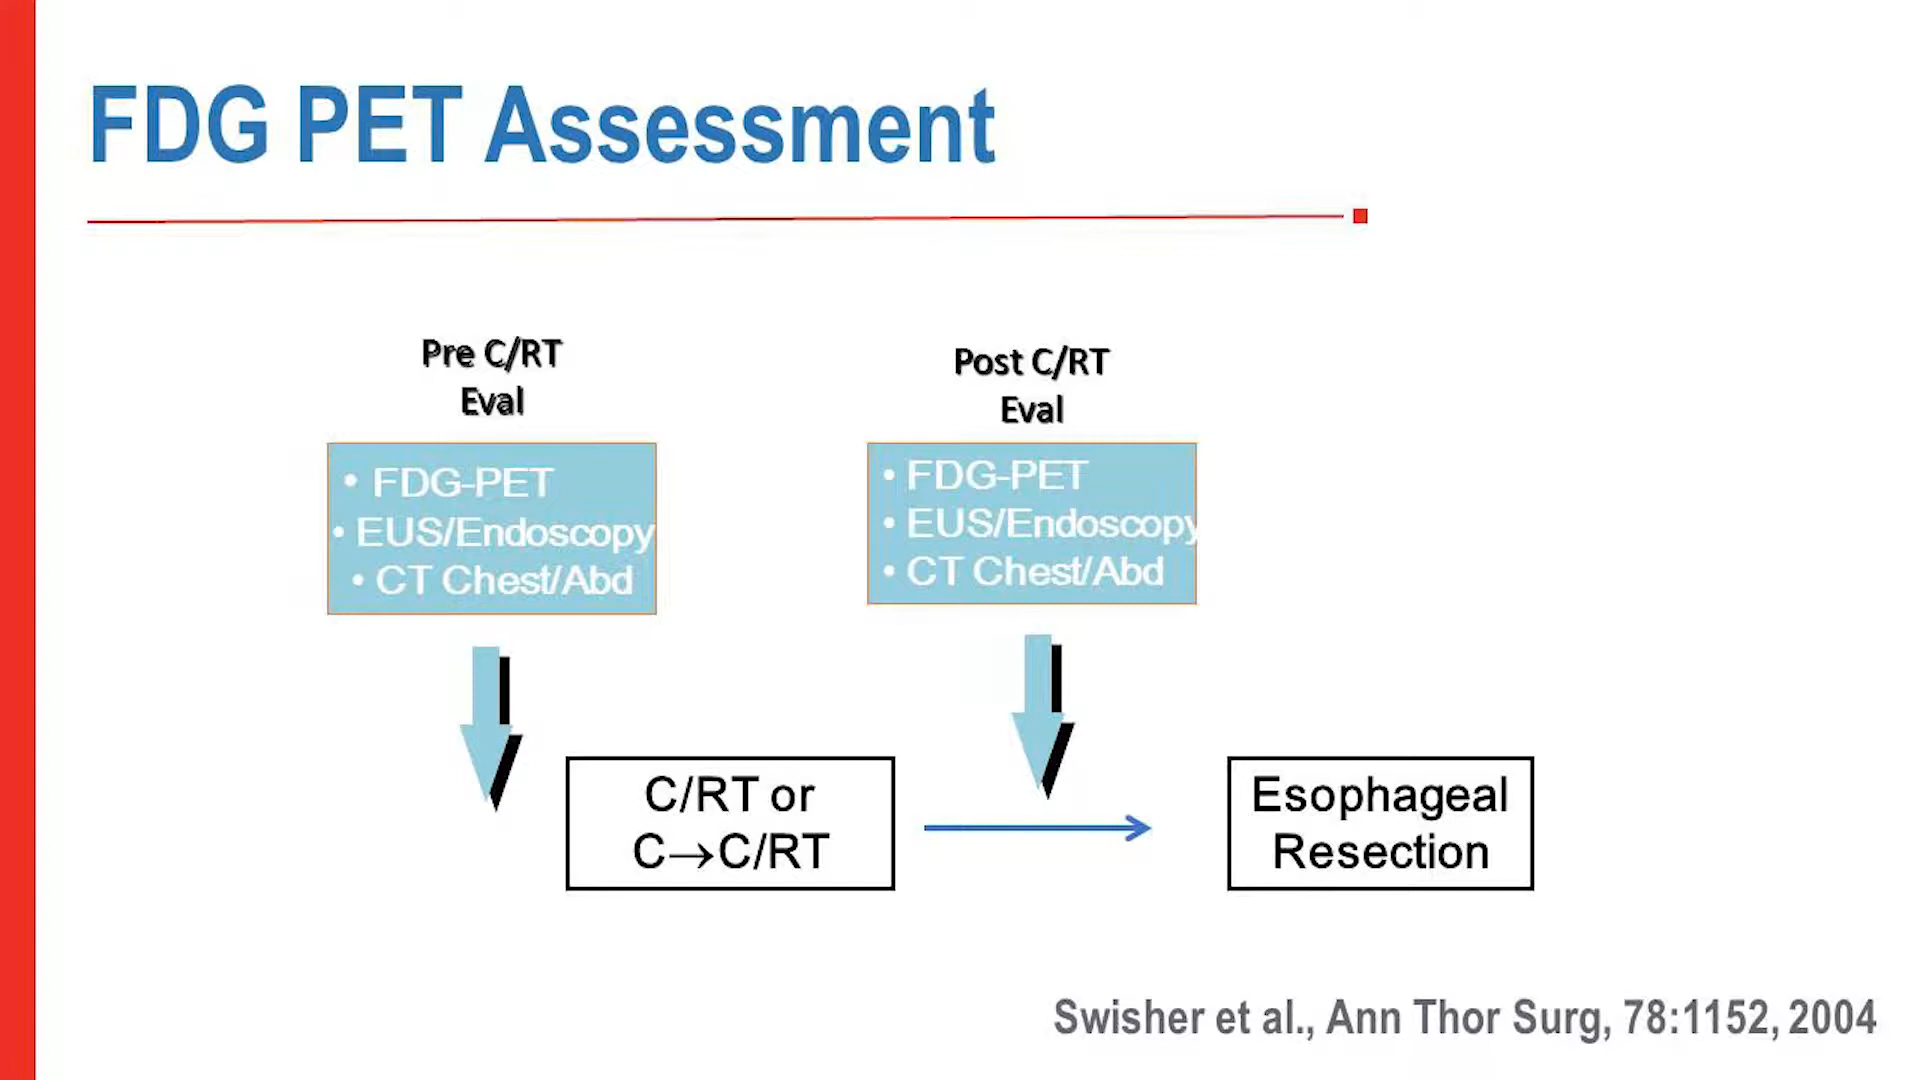 FDG PET Assessment
Pre C/RT
Eval
• FDG-PET
• EUS/Endoscopy
• CT Chest/Abd
Post C/RT
Eval
• FDG-PET
• EUS/Endoscopy
• CT Chest/Abd
C/RT or
C→C/RT
Esophageal
Resection
Swisher et al., Ann Thor Surg, 78:1152, 2004